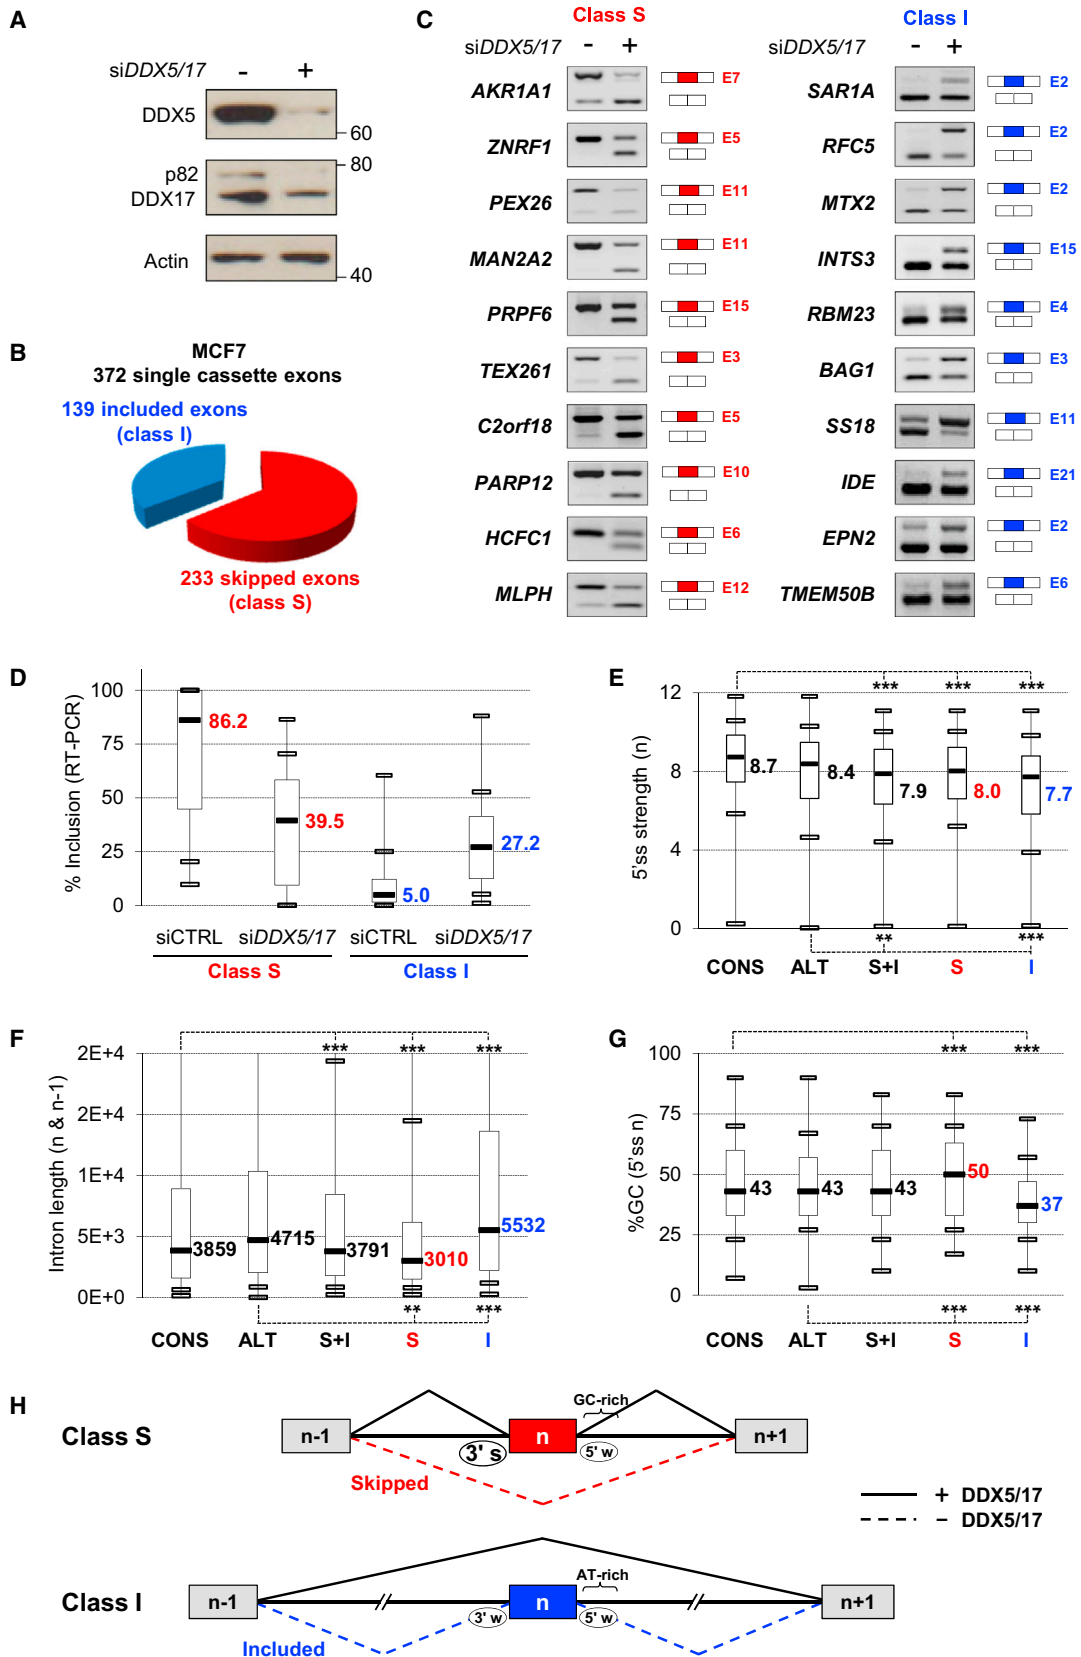 A
siDDX5/17 - +
DDX5
60
p82
80
DDX17
Actin
40
B
MCF7
372 single cassette exons
139 included exons
(class I)
233 skipped exons
(class S)
C
Class S
siDDX5/17 - +
AKR1A1 E7
ZNRF1 E5
PEX26 E11
MAN2A2 E11
PRPF6 E15
TEX261 E3
C2orf18 E5
PARP12 E10
HCFC1 E6
MLPH E12
Class I
siDDX5/17 - +
SAR1A E2
RFC5 E2
MTX2 E2
INTS3 E15
RBM23 E4
BAG1 E3
SS18 E11
IDE E21
EPN2 E2
TMEM50B E6
D
% Inclusion (RT-PCR)
100
75
50
25
0
86.2
39.5
5.0
27.2
siCTRL siDDX5/17 siCTRL siDDX5/17
Class S Class I
E
5'ss strength (n)
12
8
4
0
*** *** ***
8.7 8.4 7.9 8.0 7.7
** ***
CONS ALT S+I S I
F
Intron length (n & n-1)
2E+4
2E+4
1E+4
5E+3
0E+0
*** *** ***
3859 4715 3791 3010 5532
** ***
CONS ALT S+I S I
G
%GC (5'ss n)
100
75
50
25
0
*** ***
43 43 43 50 37
*** ***
CONS ALT S+I S I
H
Class S
GC-rich
n-1 n n+1
3' s 5' w
Skipped
+ DDX5/17
- DDX5/17
Class I
AT-rich
n-1 n n+1
3' w 5' w
Included